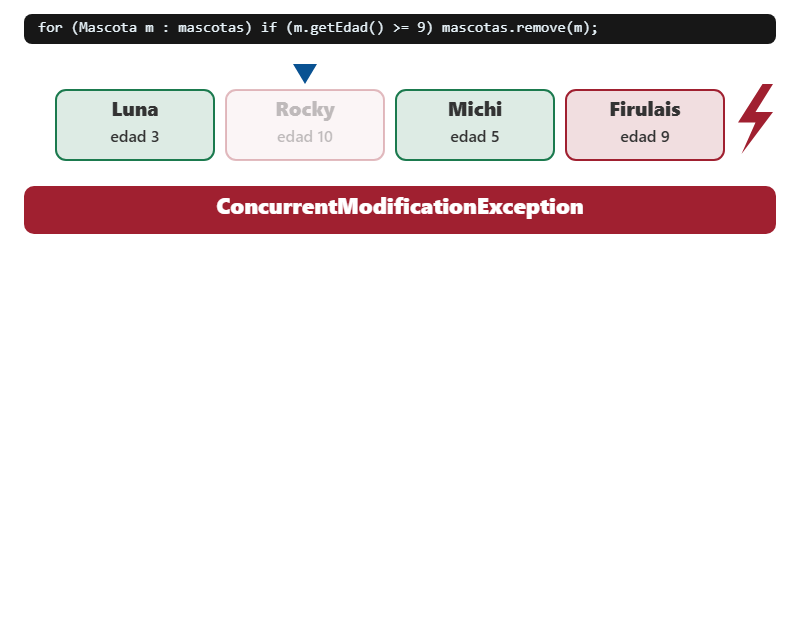 for (Mascota m : mascotas) if (m.getEdad() >= 9) mascotas.remove(m);
Luna
edad 3
Rocky
edad 10
Michi
edad 5
Firulais
edad 9
ConcurrentModificationException